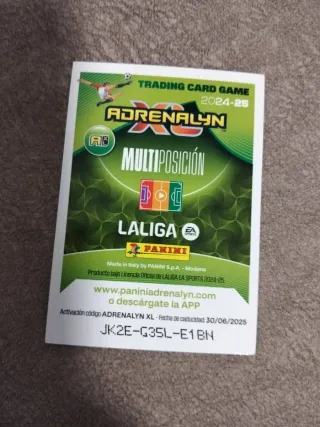 TRADING CARD GAME
2024-25
ADRENALYN
XL
MULTIPOSICIÓN
LALIGA EA SPORTS
PANINI
Made in Italy by PANINI S.p.A. - Modena
Producto bajo Licencia Oficial de LALIGA EA SPORTS 2024-25.
www.paniniadrenalyn.com
o descárgate la APP
Activación código ADRENALYN XL - Fecha de caducidad: 30/06/2025
JK2E-G35L-E1BN